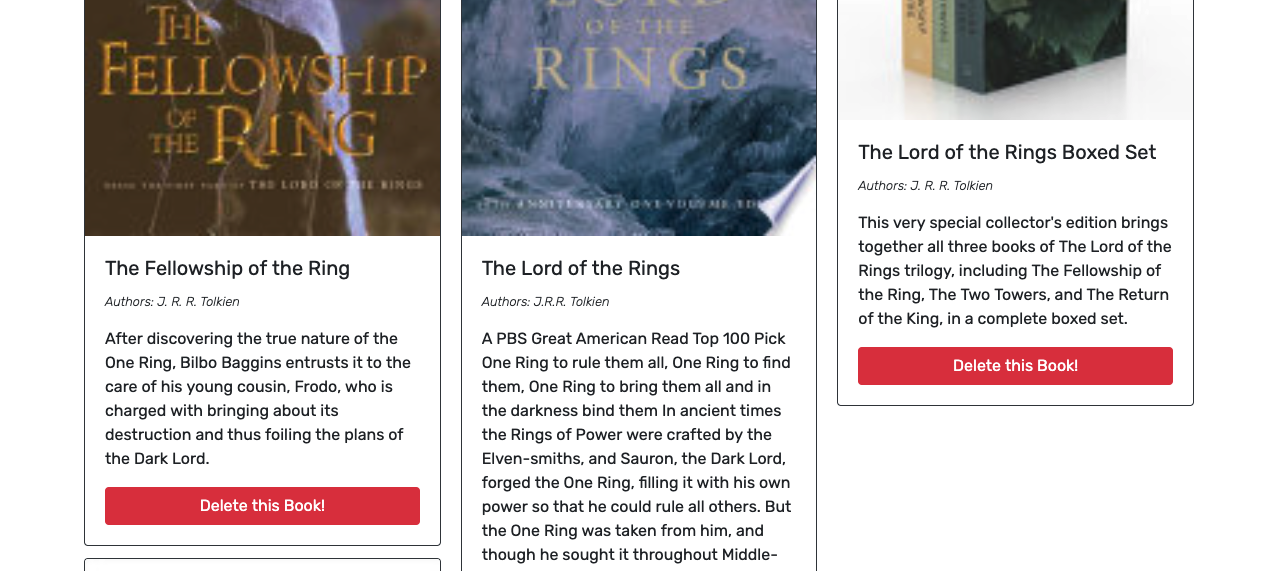 THE
FELLOWSHIP
OF
THE RING
BEING THE FIRST PART OF THE LORD OF THE RINGS
The Fellowship of the Ring
Authors: J. R. R. Tolkien
After discovering the true nature of the
One Ring, Bilbo Baggins entrusts it to the
care of his young cousin, Frodo, who is
charged with bringing about its
destruction and thus foiling the plans of
the Dark Lord.
Delete this Book!
LORD
OF THE
RINGS
ANNIVERSARY ONE-VOLUME
The Lord of the Rings
Authors: J.R.R. Tolkien
A PBS Great American Read Top 100 Pick
One Ring to rule them all, One Ring to find
them, One Ring to bring them all and in
the darkness bind them In ancient times
the Rings of Power were crafted by the
Elven-smiths, and Sauron, the Dark Lord,
forged the One Ring, filling it with his own
power so that he could rule all others. But
the One Ring was taken from him, and
though he sought it throughout Middle-
The Lord of the Rings Boxed Set
Authors: J. R. R. Tolkien
This very special collector's edition brings
together all three books of The Lord of the
Rings trilogy, including The Fellowship of
the Ring, The Two Towers, and The Return
of the King, in a complete boxed set.
Delete this Book!